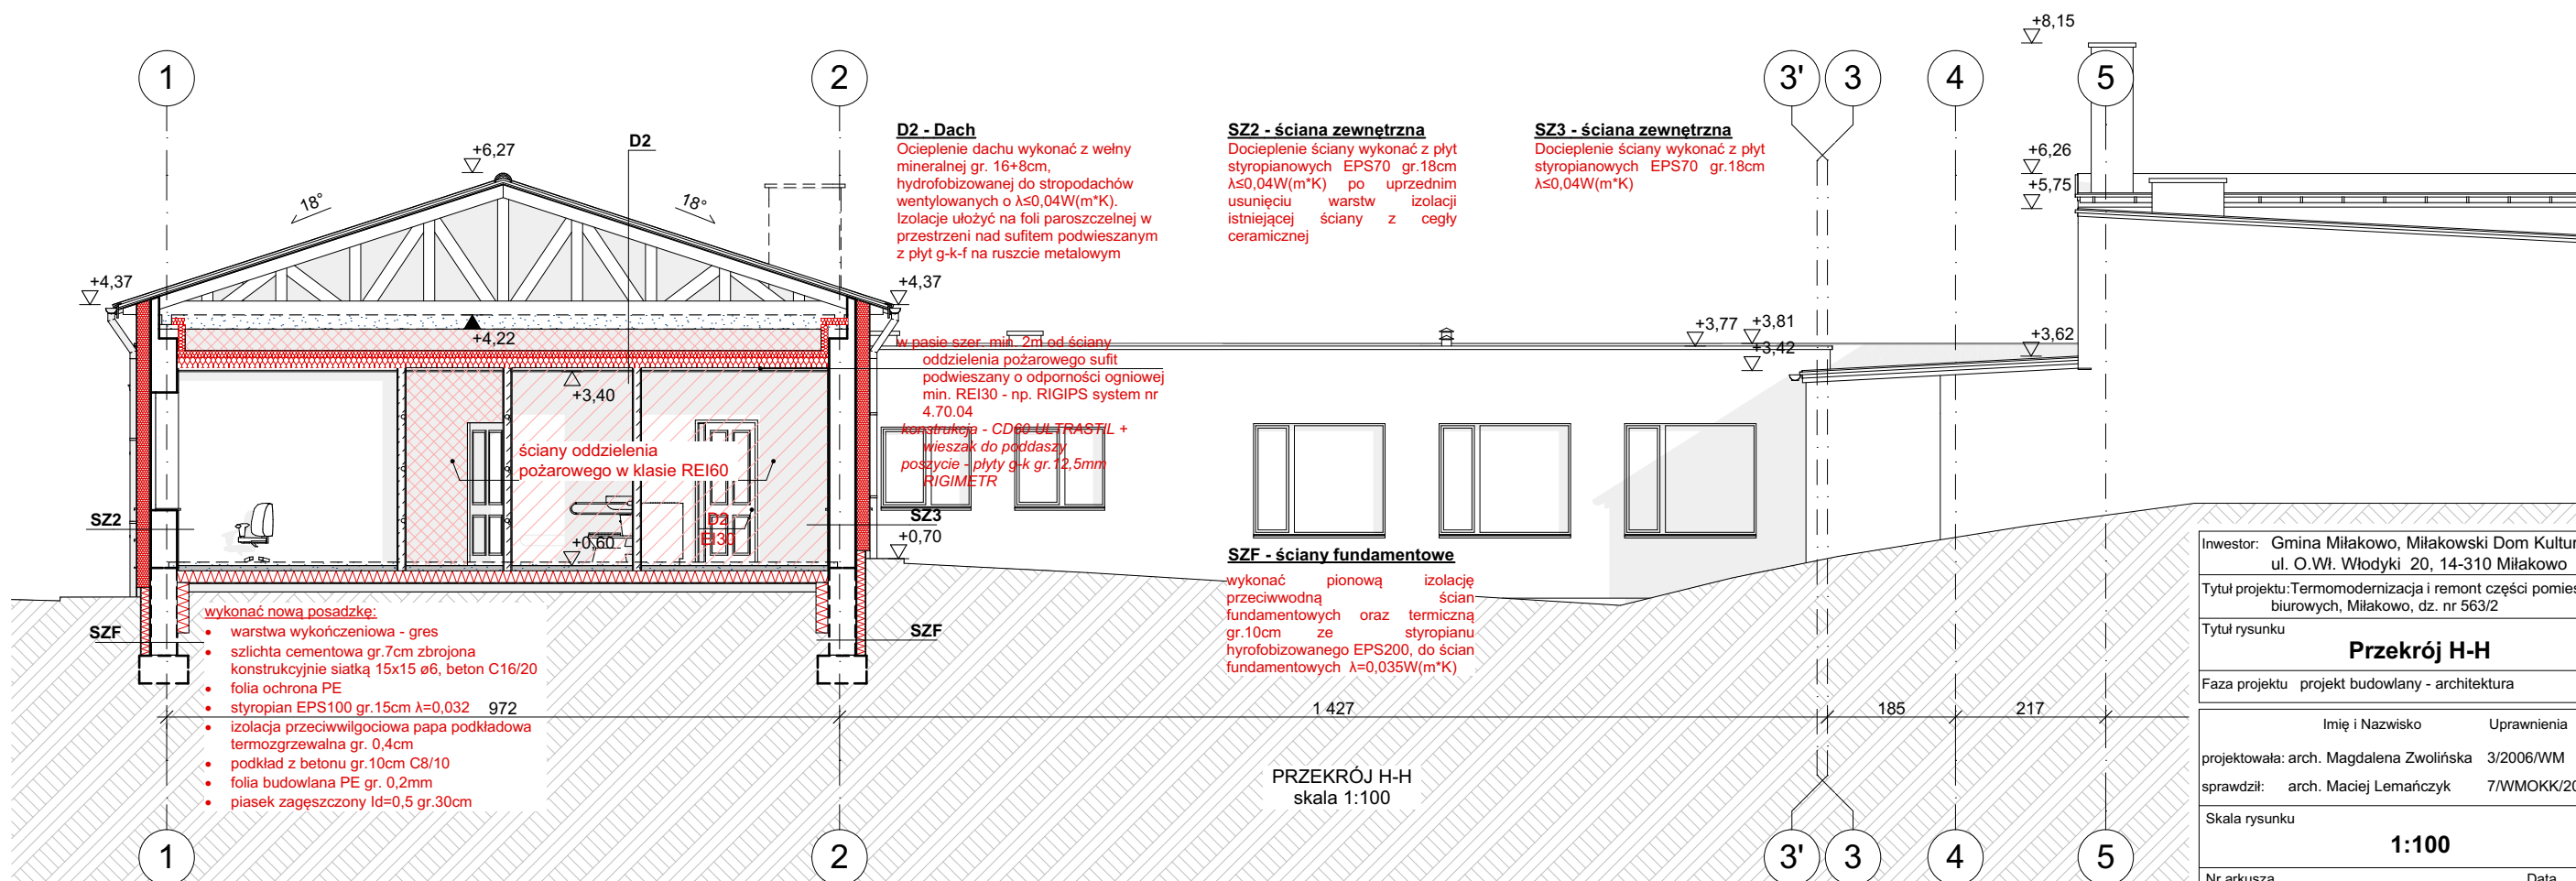 +8,15
1
2
3'
3
4
5
D2 - Dach
Ocieplenie dachu wykonać z wełny
mineralnej gr. 16+8cm,
hydrofobizowanej do stropodachów
wentylowanych o λ≤0,04W(m*K).
Izolacje ułożyć na foli paroszczelnej w
przestrzeni nad sufitem podwieszanym
z płyt g-k-f na ruszcie metalowym
SZ2 - ściana zewnętrzna
Docieplenie ściany wykonać z płyt
styropianowych EPS70 gr.18cm
λ≤0,04W(m*K) po uprzednim
usunięciu warstw izolacji
istniejącej ściany z cegły
ceramicznej
SZ3 - ściana zewnętrzna
Docieplenie ściany wykonać z płyt
styropianowych EPS70 gr.18cm
λ≤0,04W(m*K)
D2
+6,27
18°
18°
+6,26
+5,75
+4,37
+4,37
+4,22
+3,77
+3,81
+3,42
+3,62
w pasie szer. min. 2m od ściany
oddzielenia pożarowego sufit
podwieszany o odporności ogniowej
min. REI30 - np. RIGIPS system nr
4.70.04
konstrukcja - CD60 ULTRASTIL +
wieszak do poddaszy
poszycie - płyty g-k gr.12,5mm
RIGIMETR
+3,40
ściany oddzielenia
pożarowego w klasie REI60
SZ2
D2
EI30
SZ3
+0,60
+0,70
SZF - ściany fundamentowe
wykonać pionową izolację
przeciwwodną ścian
fundamentowych oraz termiczną
gr.10cm ze styropianu
hyrofobizowanego EPS200, do ścian
fundamentowych λ=0,035W(m*K)
SZF
SZF
wykonać nową posadzkę:
• warstwa wykończeniowa - gres
• szlichta cementowa gr.7cm zbrojona
konstrukcyjnie siatką 15x15 ø6, beton C16/20
• folia ochrona PE
• styropian EPS100 gr.15cm λ=0,032
• izolacja przeciwwilgociowa papa podkładowa
termozgrzewalna gr. 0,4cm
• podkład z betonu gr.10cm C8/10
• folia budowlana PE gr. 0,2mm
• piasek zagęszczony Id=0,5 gr.30cm
972
1 427
185
217
PRZEKRÓJ H-H
skala 1:100
1
2
3'
3
4
5
Inwestor: Gmina Miłakowo, Miłakowski Dom Kultur
ul. O.Wł. Włodyki 20, 14-310 Miłakowo
Tytuł projektu: Termomodernizacja i remont części pomies
biurowych, Miłakowo, dz. nr 563/2
Tytuł rysunku
Przekrój H-H
Faza projektu projekt budowlany - architektura
Imię i Nazwisko Uprawnienia
projektowała: arch. Magdalena Zwolińska 3/2006/WM
sprawdził: arch. Maciej Lemańczyk 7/WMOKK/20
Skala rysunku
1:100
Nr arkusza Data